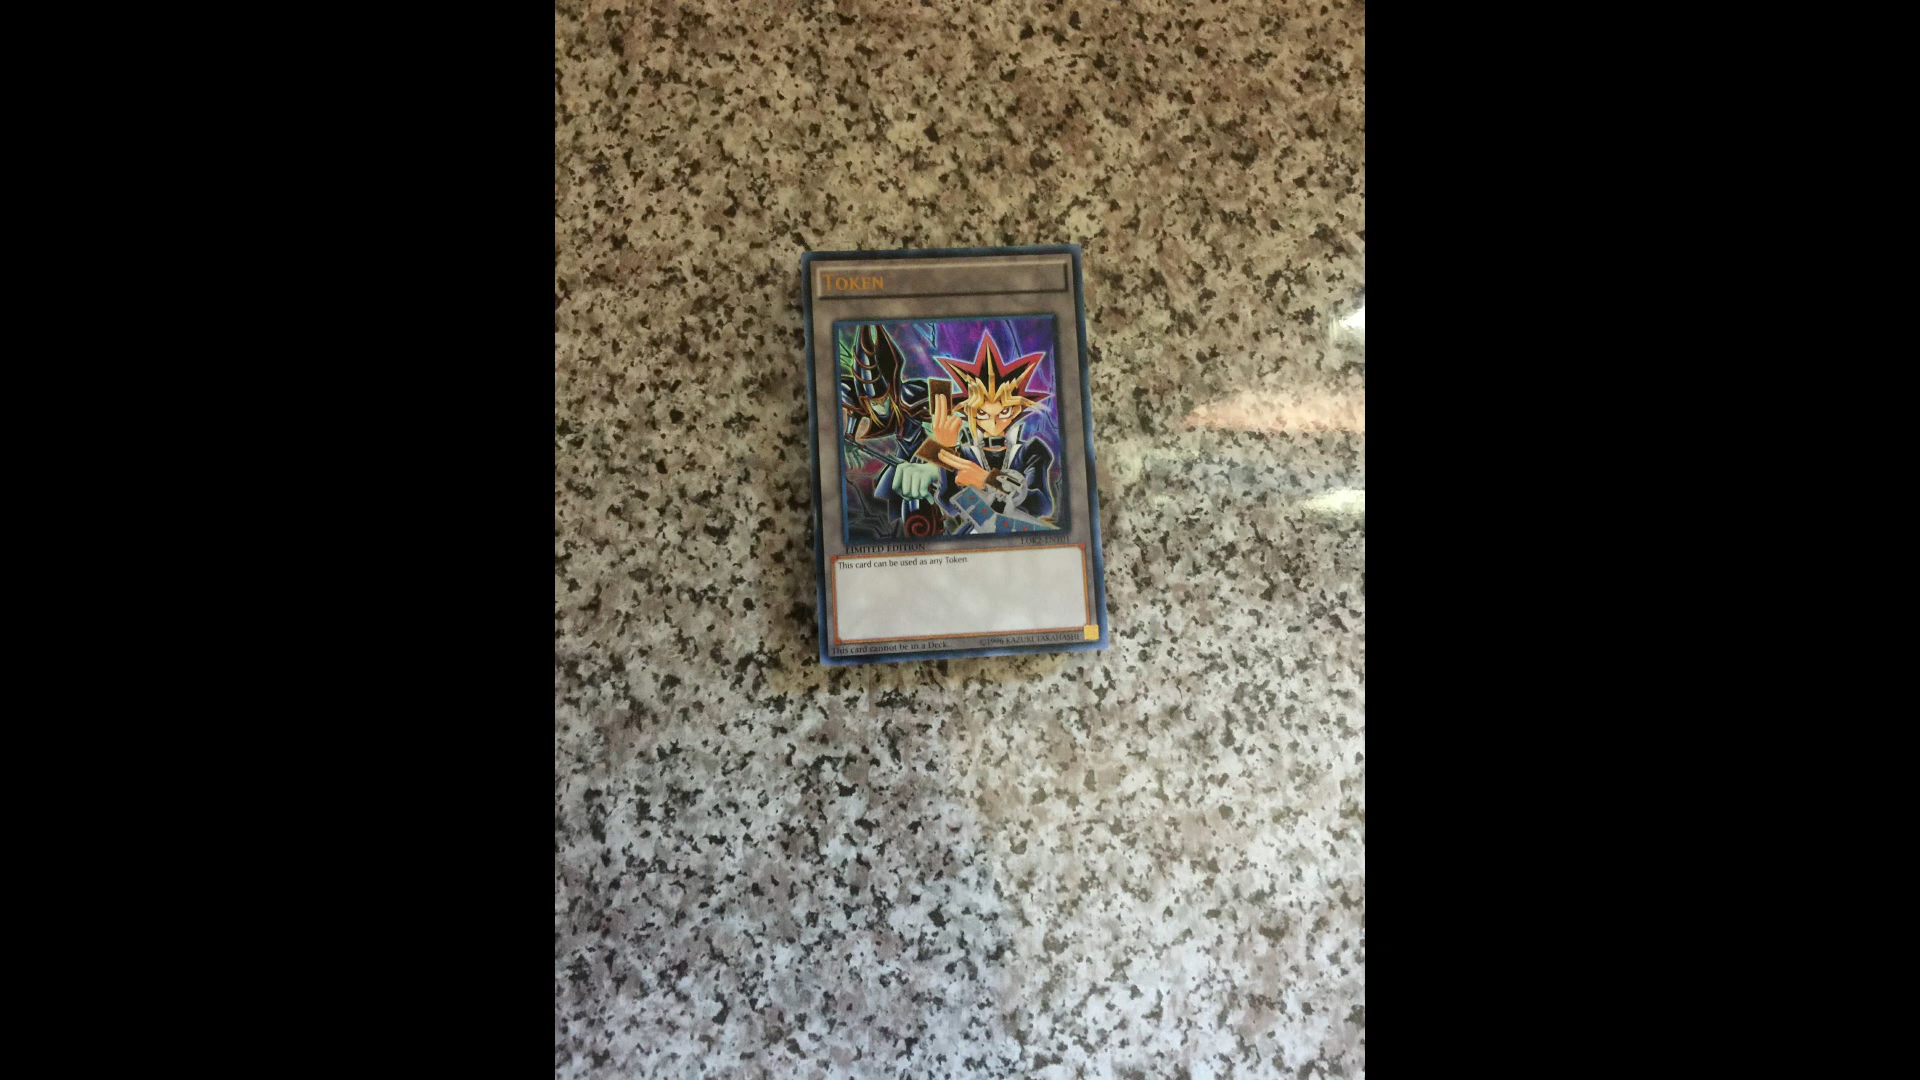 TOKEN
LIMITED EDITION
This card can be used as any Token.
This card cannot be in a Deck.
©1996 KAZUKI TAKAHASHI